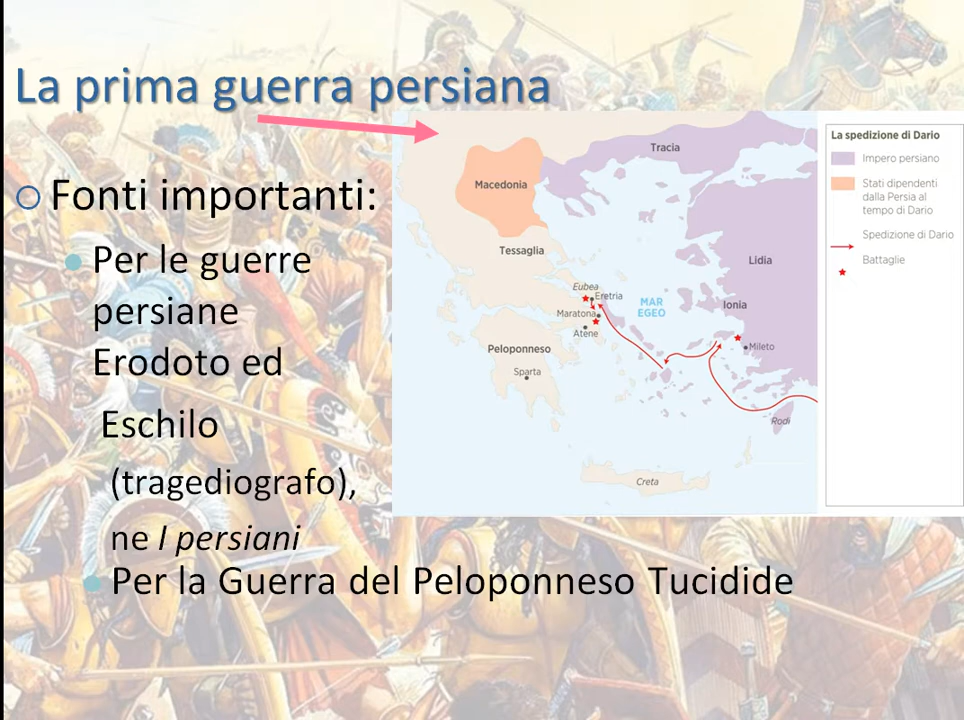 La prima guerra persiana
Fonti importanti:
Per le guerre
persiane
Erodoto ed
Eschilo
(tragediografo),
ne I persiani
Per la Guerra del Peloponneso Tucidide
Tracia
Macedonia
Tessaglia
Lidia
Eubea
Eretria
MAR
EGEO
Ionia
Maratona
Atene
Mileto
Peloponneso
Sparta
Rodi
Creta
La spedizione di Dario
Impero persiano
Stati dipendenti
dalla Persia al
tempo di Dario
Spedizione di Dario
Battaglie